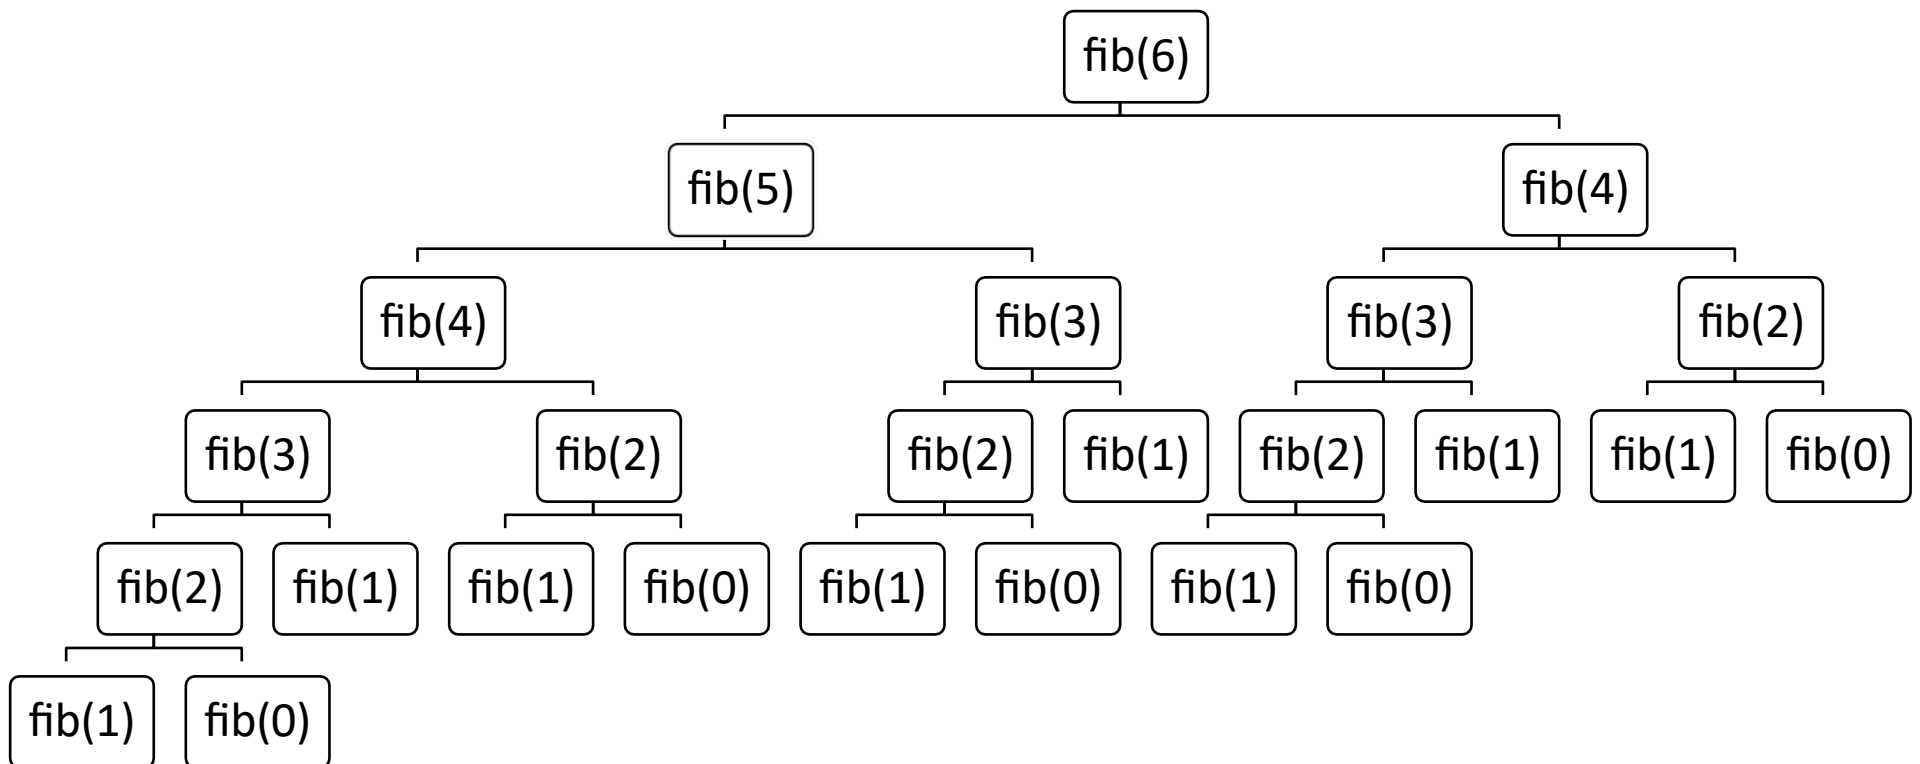 fib(6)
fib(5) fib(4)
fib(4) fib(3) fib(3) fib(2)
fib(3) fib(2) fib(2) fib(1) fib(2) fib(1) fib(1) fib(0)
fib(2) fib(1) fib(1) fib(0) fib(1) fib(0) fib(1) fib(0)
fib(1) fib(0)